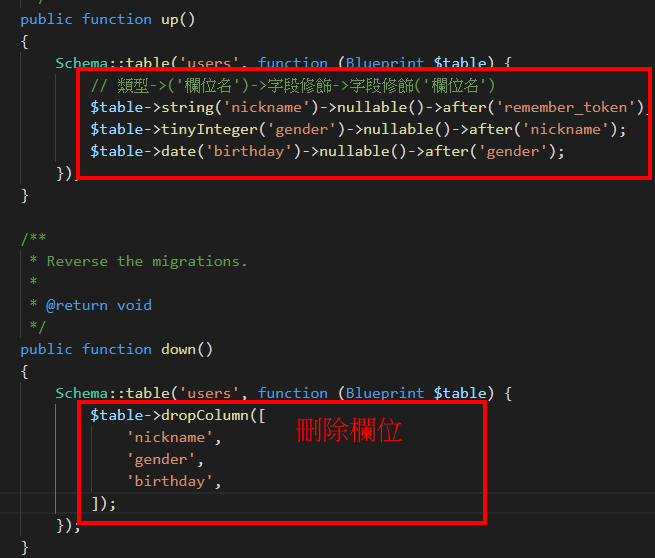 */
public function up()
{
    Schema::table('users', function (Blueprint $table) {
        // 類型->('欄位名')->字段修飾->字段修飾('欄位名')
        $table->string('nickname')->nullable()->after('remember_token');
        $table->tinyInteger('gender')->nullable()->after('nickname');
        $table->date('birthday')->nullable()->after('gender');
    });
}
/**
 * Reverse the migrations.
 *
 * @return void
 */
public function down()
{
    Schema::table('users', function (Blueprint $table) {
        $table->dropColumn([
刪除欄位
            'nickname',
            'gender',
            'birthday',
        ]);
    });
}